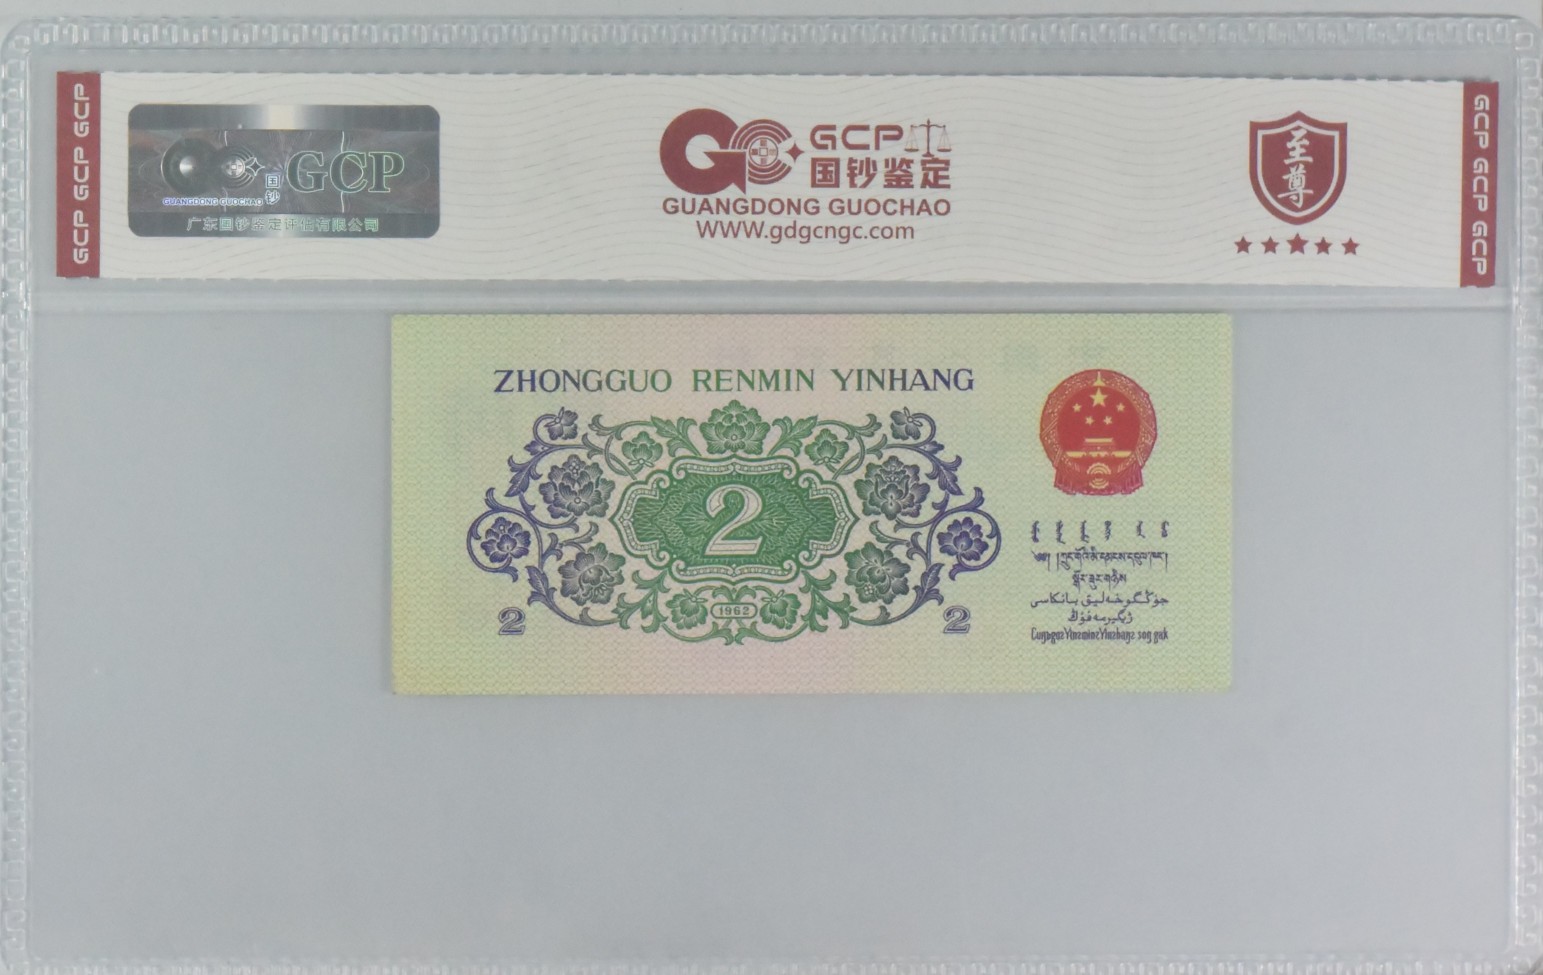 GCP GCP GCP
GCP
国钞
GUANGDONG GUOCHAO
广东国钞鉴定评估有限公司
GCP
国钞鉴定
GUANGDONG GUOCHAO
WWW.gdgcngc.com
至尊
GCP GCP GCP
ZHONGGUO RENMIN YINHANG
2
1962
2
2
جۇڭگوخەلىق بانكاسى